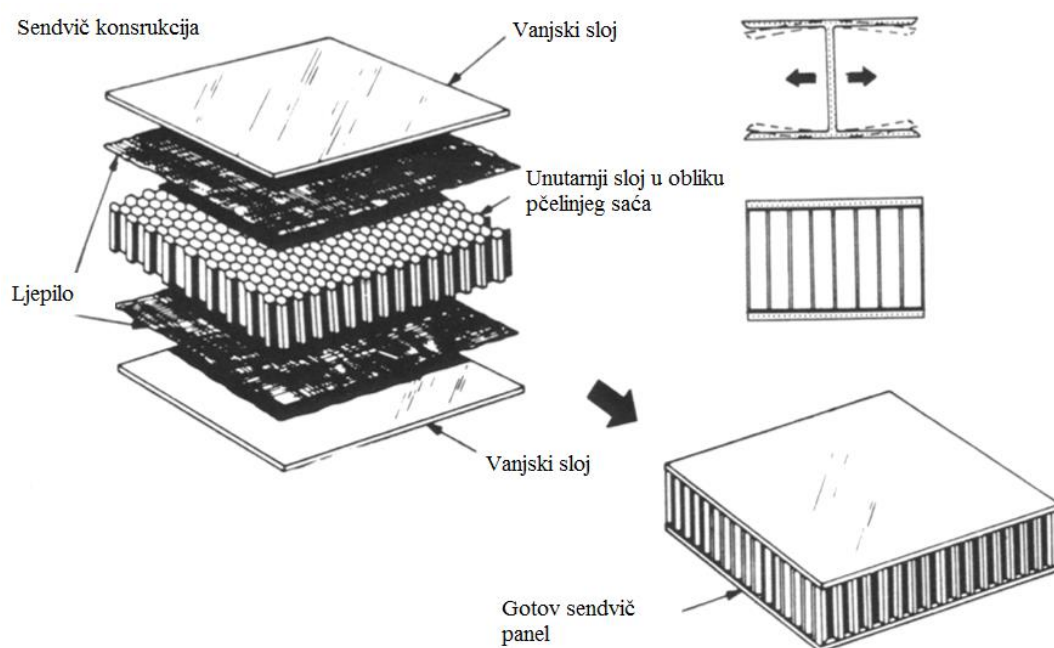 Sendvič konsrukcija
Vanjski sloj
Unutarnji sloj u obliku
pčelinjeg saća
Ljepilo
Vanjski sloj
Gotov sendvič
panel